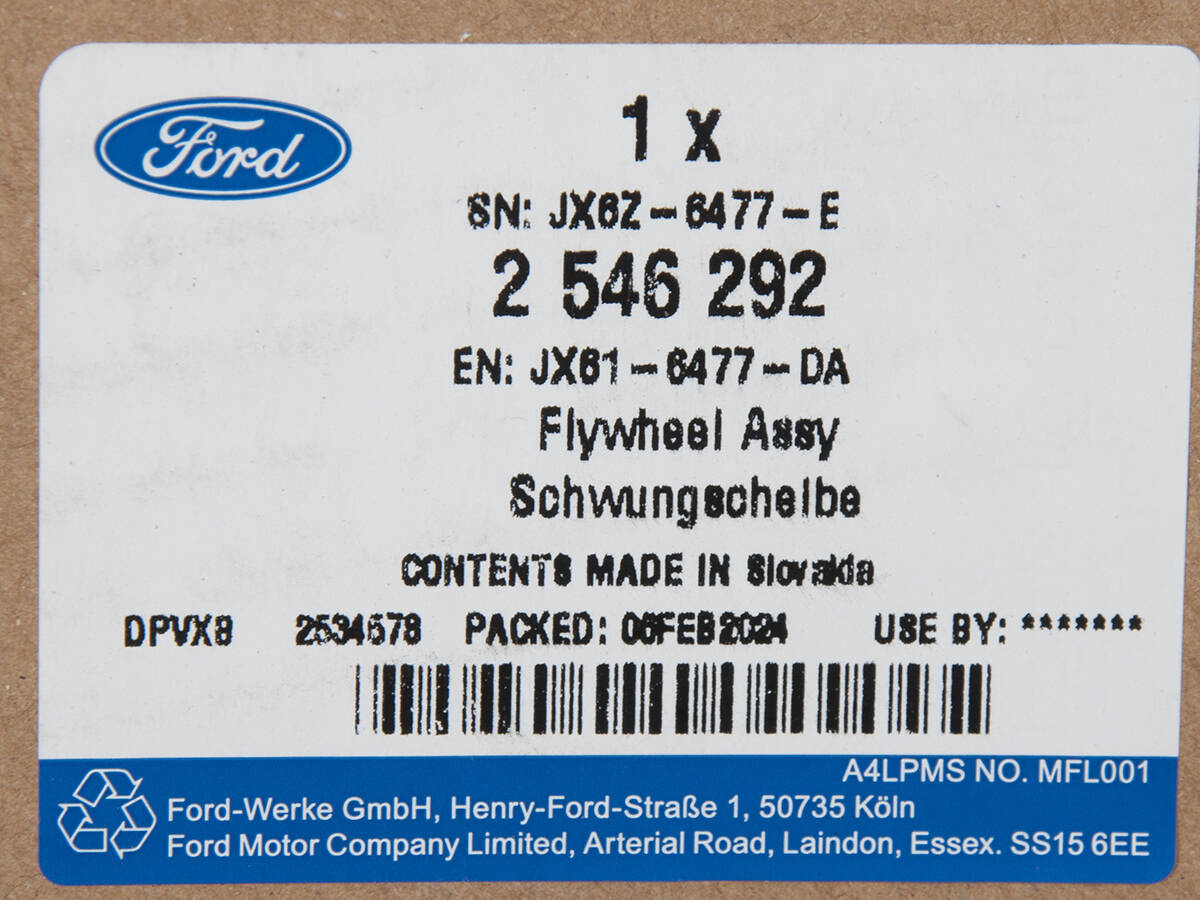 Ford
1 x
SN: JX6Z-6477-E
2 546 292
EN: JX61-6477-DA
Flywheel Assy
Schwungscheibe
CONTENTS MADE IN Slovakia
DPVX8 2534678 PACKED: 06FEB2024 USE BY: *******
A4LPMS NO. MFL001
Ford-Werke GmbH, Henry-Ford-Straße 1, 50735 Köln
Ford Motor Company Limited, Arterial Road, Laindon, Essex. SS15 6EE